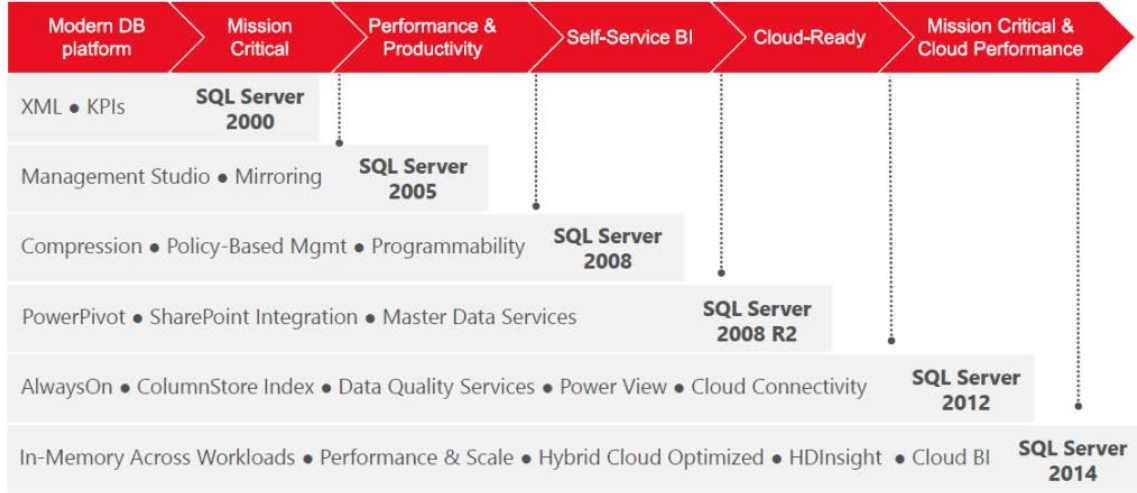 Modern DB
platform
Mission
Critical
Performance &
Productivity
Self-Service BI
Cloud-Ready
Mission Critical &
Cloud Performance
XML ● KPIs
SQL Server
2000
Management Studio ● Mirroring
SQL Server
2005
Compression ● Policy-Based Mgmt ● Programmability
SQL Server
2008
PowerPivot ● SharePoint Integration ● Master Data Services
SQL Server
2008 R2
AlwaysOn ● ColumnStore Index ● Data Quality Services ● Power View ● Cloud Connectivity
SQL Server
2012
In-Memory Across Workloads ● Performance & Scale ● Hybrid Cloud Optimized ● HDInsight ● Cloud BI
SQL Server
2014